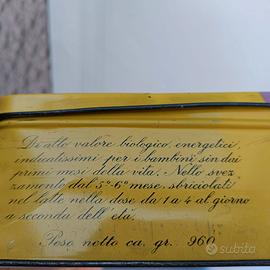 Di alto valore biologico, energetici,
indicatissimi per i bambini sin dai
primi mesi della vita. Nello svez
zamento dal 5°-6° mese, sbriciolati
nel latte nella dose da 1 a 4 al giorno
a seconda dell'età.
Peso netto ca. gr. 960
subito